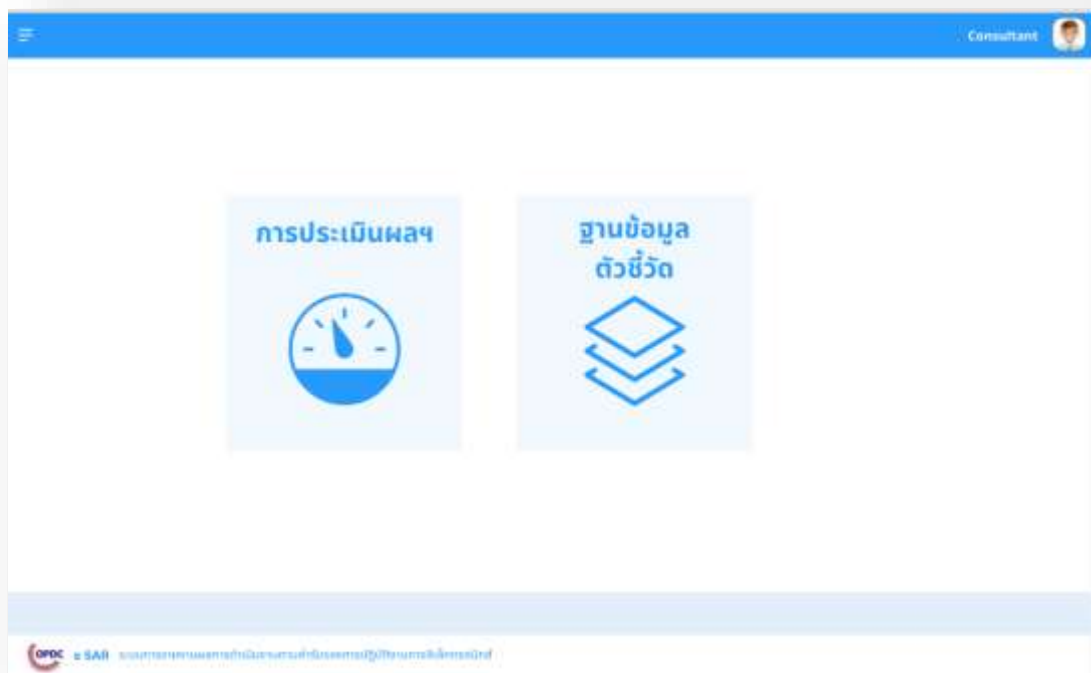 Consultant
การประเมินผลฯ
ฐานข้อมูล
ตัวชี้วัด
OPDC e SAR